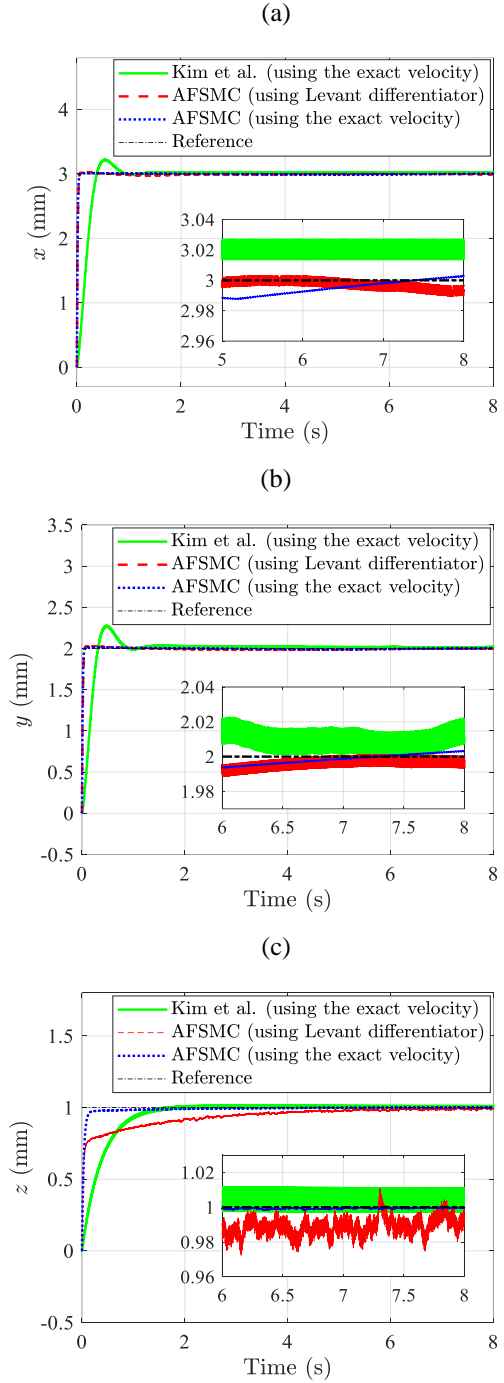 (a)
Kim et al. (using the exact velocity)
AFSMC (using Levant differentiator)
AFSMC (using the exact velocity)
Reference
x (mm)
4
3
2
1
0
3.04
3.02
3
2.98
2.96
5 6 7 8
0 2 4 6 8
Time (s)
(b)
Kim et al. (using the exact velocity)
AFSMC (using Levant differentiator)
AFSMC (using the exact velocity)
Reference
y (mm)
3.5
3
2.5
2
1.5
1
0.5
0
-0.5
2.04
2.02
2
1.98
6 6.5 7 7.5 8
0 2 4 6 8
Time (s)
(c)
Kim et al. (using the exact velocity)
AFSMC (using Levant differentiator)
AFSMC (using the exact velocity)
Reference
z (mm)
1.5
1
0.5
0
-0.5
1.02
1
0.98
0.96
6 6.5 7 7.5 8
0 2 4 6 8
Time (s)